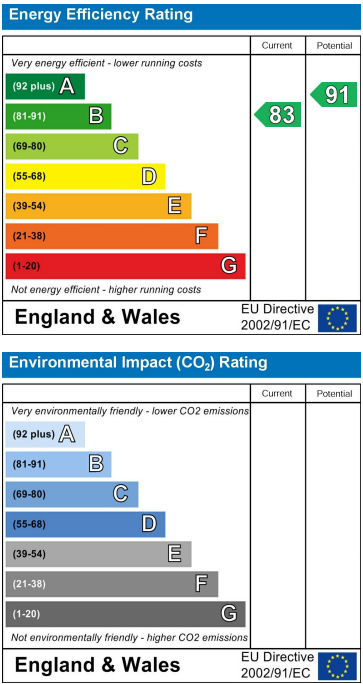 Energy Efficiency Rating
Current Potential
Very energy efficient - lower running costs
(92 plus) A
(81-91) B
(69-80) C
(55-68) D
(39-54) E
(21-38) F
(1-20) G
83
91
Not energy efficient - higher running costs
England & Wales
EU Directive
2002/91/EC
Environmental Impact (CO₂) Rating
Current Potential
Very environmentally friendly - lower CO2 emissions
(92 plus) A
(81-91) B
(69-80) C
(55-68) D
(39-54) E
(21-38) F
(1-20) G
Not environmentally friendly - higher CO2 emissions
England & Wales
EU Directive
2002/91/EC